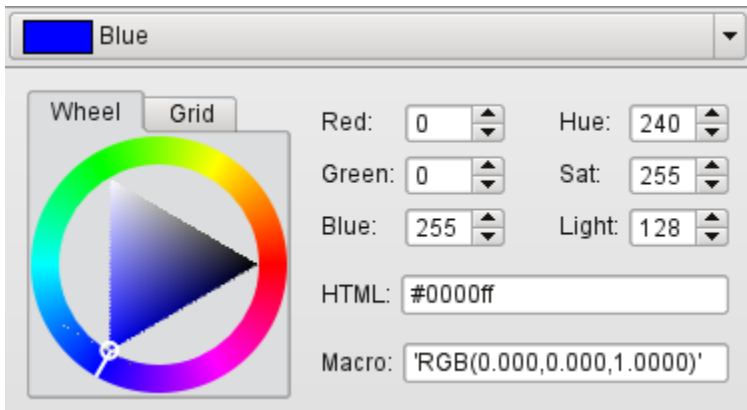 Blue
Wheel Grid
Red: 0 Hue: 240
Green: 0 Sat: 255
Blue: 255 Light: 128
HTML: #0000ff
Macro: 'RGB(0.000,0.000,1.0000)'